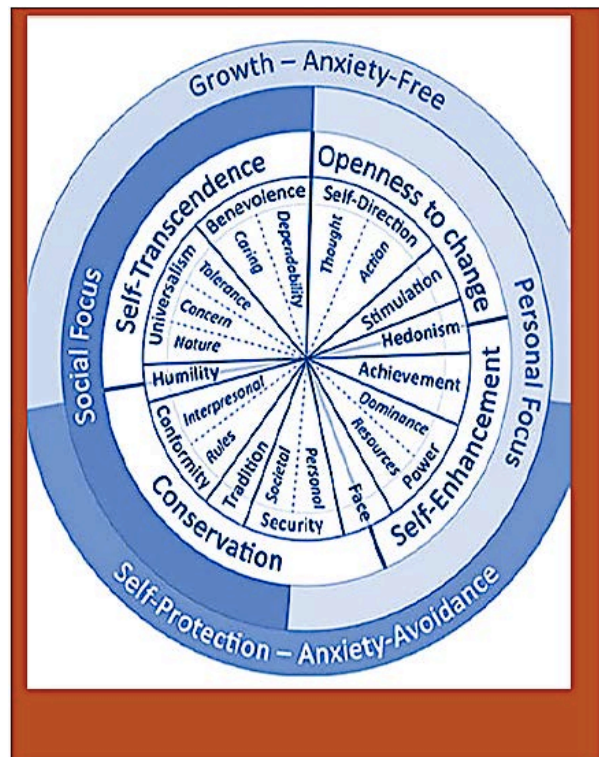 Growth – Anxiety-Free
Social Focus
Personal Focus
Self-Protection – Anxiety-Avoidance
Self-Transcendence
Openness to change
Self-Enhancement
Conservation
Benevolence
Dependability
Caring
Universalism
Tolerance
Concern
Nature
Humility
Conformity
Interpresonal
Rules
Tradition
Security
Societal
Personal
Face
Power
Resources
Dominance
Achievement
Hedonism
Stimulation
Self-Direction
Action
Thought